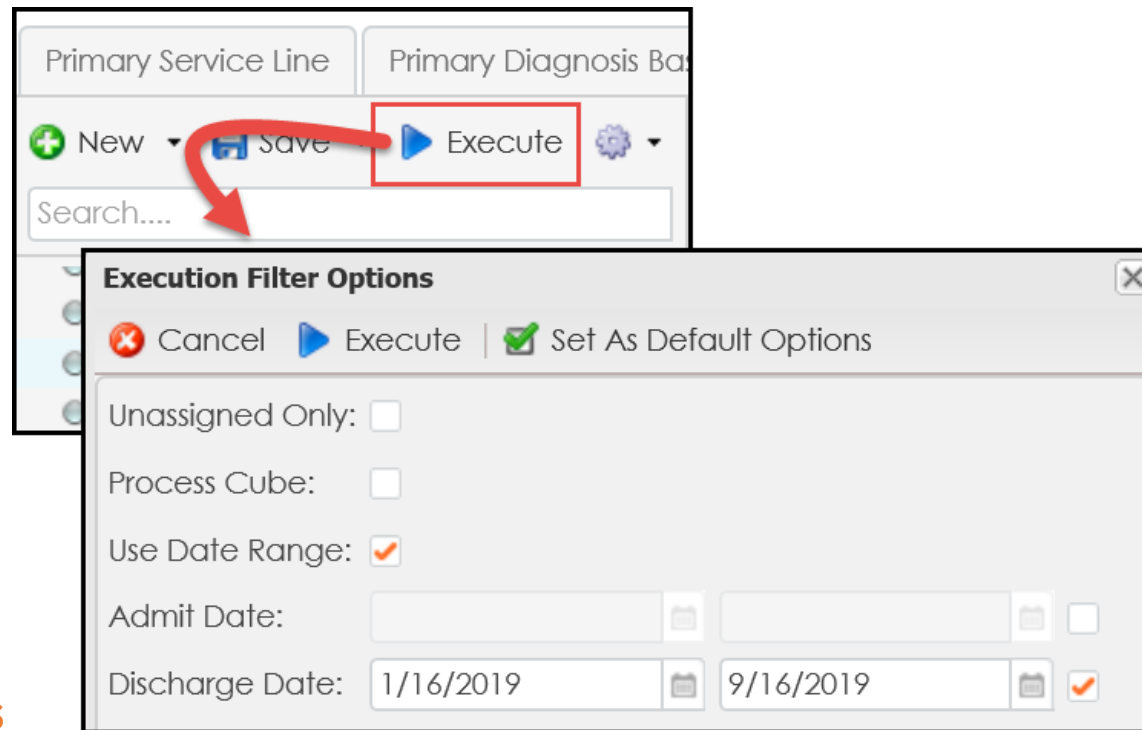 Primary Service Line Primary Diagnosis Bas
New Save Execute
Search....
Execution Filter Options
Cancel Execute Set As Default Options
Unassigned Only:
Process Cube:
Use Date Range:
Admit Date:
Discharge Date: 1/16/2019 9/16/2019
s